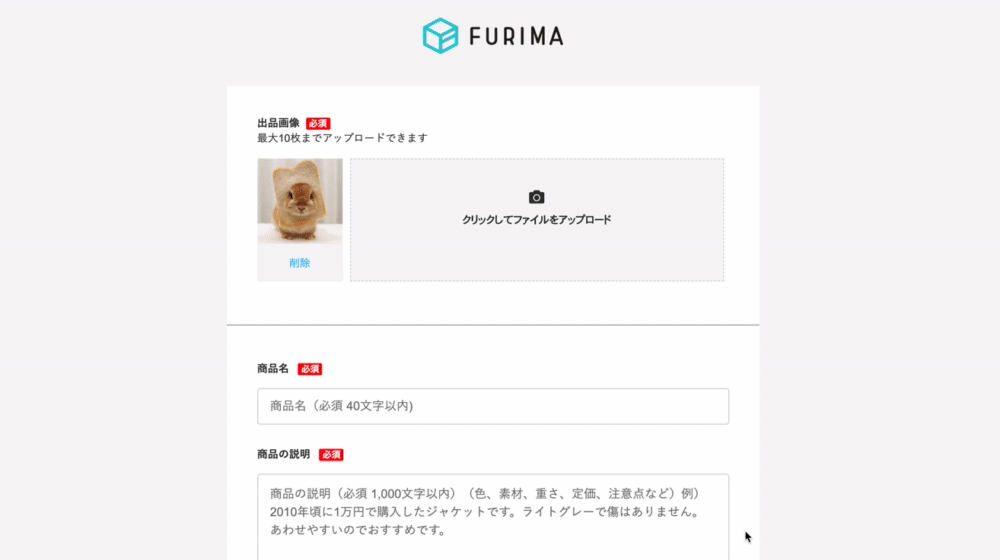 FURIMA
出品画像 必須
最大10枚までアップロードできます
クリックしてファイルをアップロード
削除
商品名 必須
商品名（必須 40文字以内)
商品の説明 必須
商品の説明（必須 1,000文字以内）（色、素材、重さ、定価、注意点など）例）
2010年頃に1万円で購入したジャケットです。ライトグレーで傷はありません。
あわせやすいのでおすすめです。